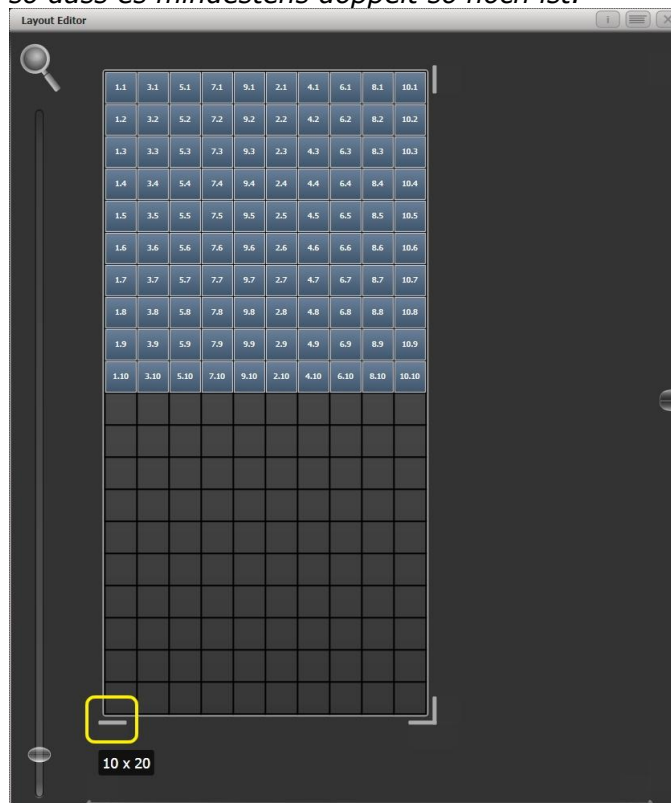 so dass es mindestens doppelt so hoch ist.
Layout Editor
1.1 3.1 5.1 7.1 9.1 2.1 4.1 6.1 8.1 10.1
1.2 3.2 5.2 7.2 9.2 2.2 4.2 6.2 8.2 10.2
1.3 3.3 5.3 7.3 9.3 2.3 4.3 6.3 8.3 10.3
1.4 3.4 5.4 7.4 9.4 2.4 4.4 6.4 8.4 10.4
1.5 3.5 5.5 7.5 9.5 2.5 4.5 6.5 8.5 10.5
1.6 3.6 5.6 7.6 9.6 2.6 4.6 6.6 8.6 10.6
1.7 3.7 5.7 7.7 9.7 2.7 4.7 6.7 8.7 10.7
1.8 3.8 5.8 7.8 9.8 2.8 4.8 6.8 8.8 10.8
1.9 3.9 5.9 7.9 9.9 2.9 4.9 6.9 8.9 10.9
1.10 3.10 5.10 7.10 9.10 2.10 4.10 6.10 8.10 10.10
10 x 20